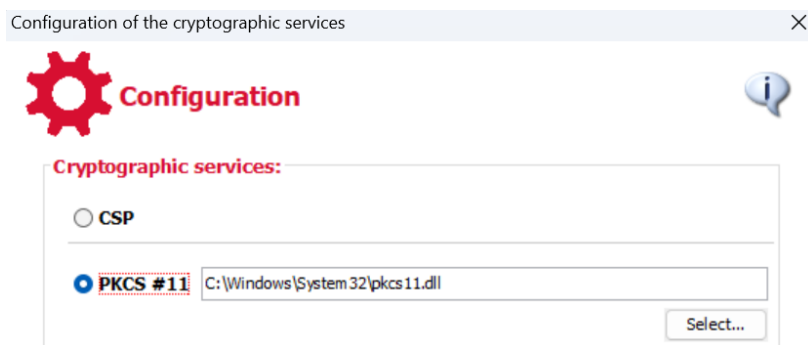 Configuration of the cryptographic services
Configuration
Cryptographic services:
CSP
PKCS #11 C:\Windows\System32\pkcs11.dll
Select...